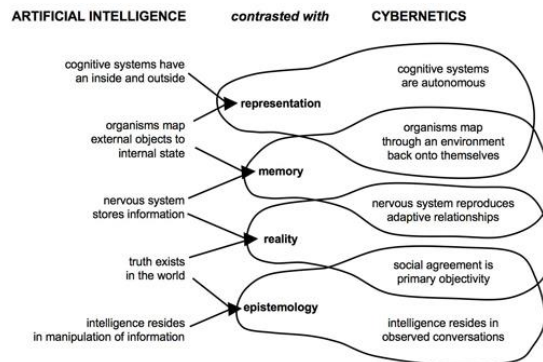 ARTIFICIAL INTELLIGENCE contrasted with CYBERNETICS
cognitive systems have
an inside and outside
organisms map
external objects to
internal state
nervous system
stores information
truth exists
in the world
intelligence resides
in manipulation of information
representation
memory
reality
epistemology
cognitive systems
are autonomous
organisms map
through an environment
back onto themselves
nervous system reproduces
adaptive relationships
social agreement is
primary objectivity
intelligence resides in
observed conversations